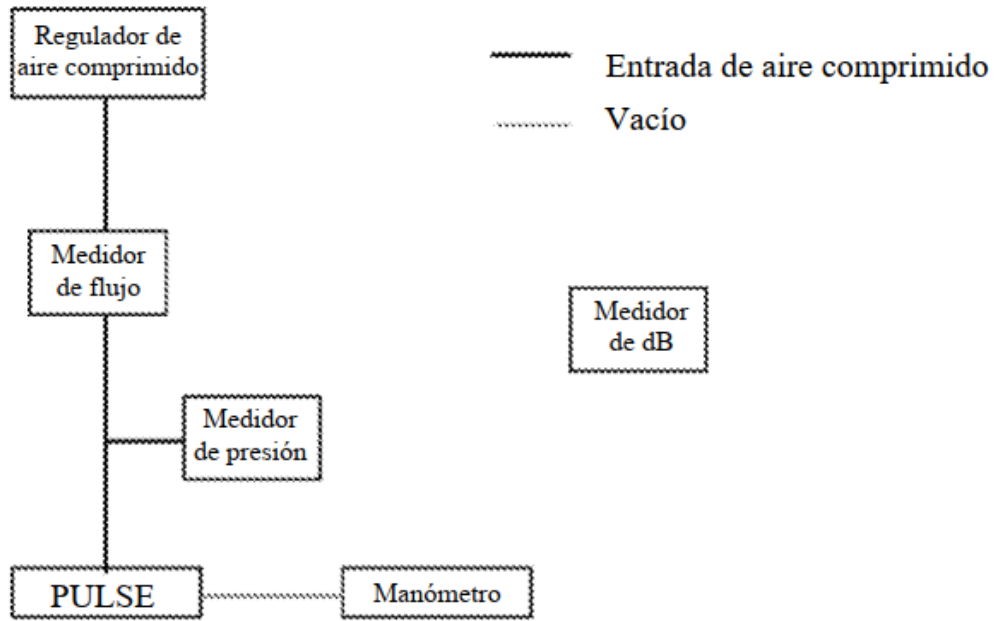 Regulador de
aire comprimido
Entrada de aire comprimido
Vacío
Medidor
de flujo
Medidor
de dB
Medidor
de presión
PULSE
Manómetro